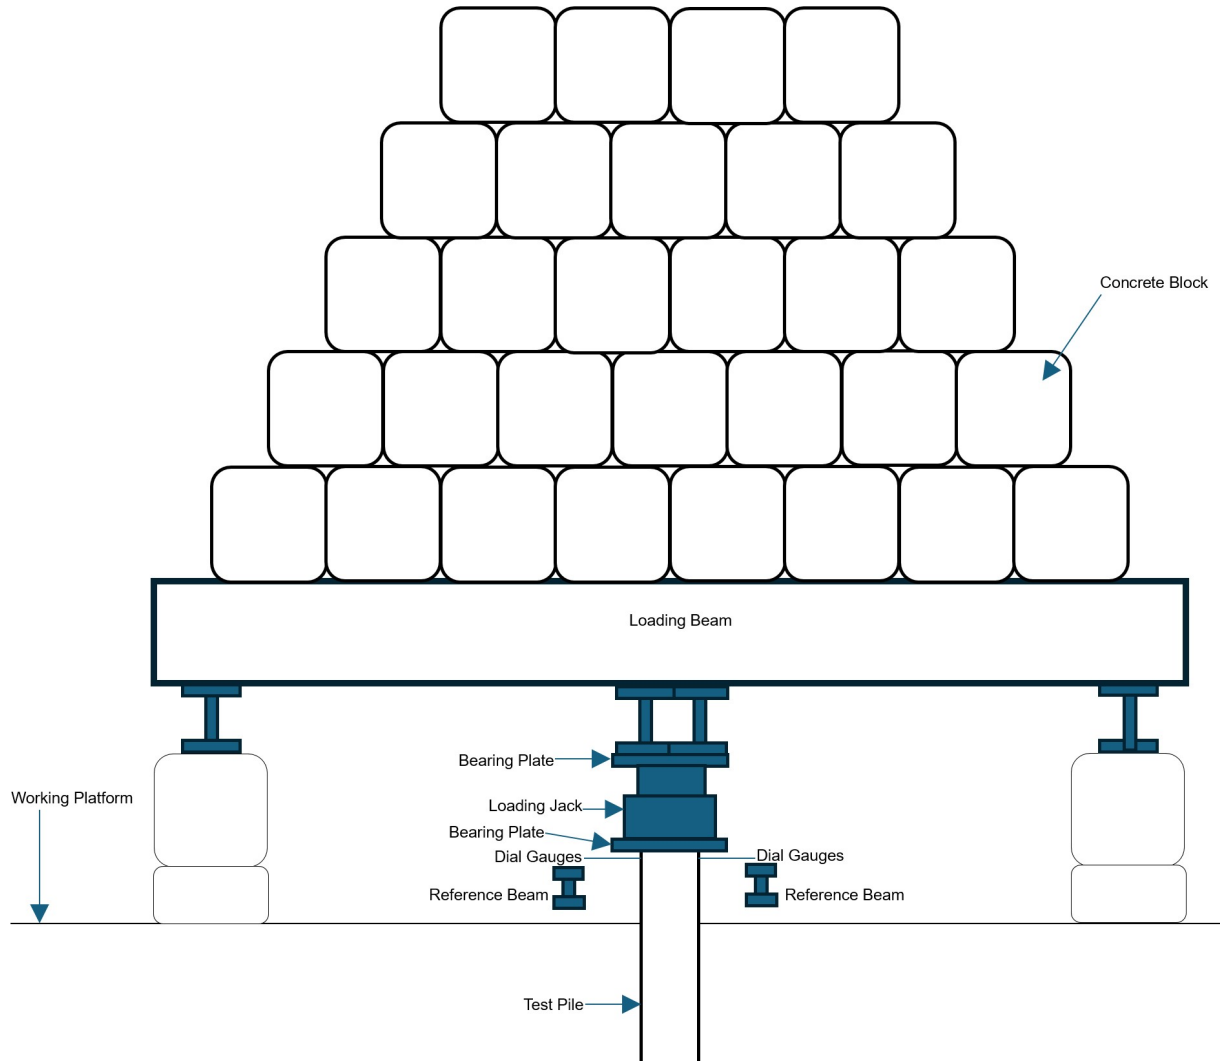 Concrete Block
Loading Beam
Bearing Plate
Working Platform
Loading Jack
Bearing Plate
Dial Gauges
Dial Gauges
Reference Beam
Reference Beam
Test Pile